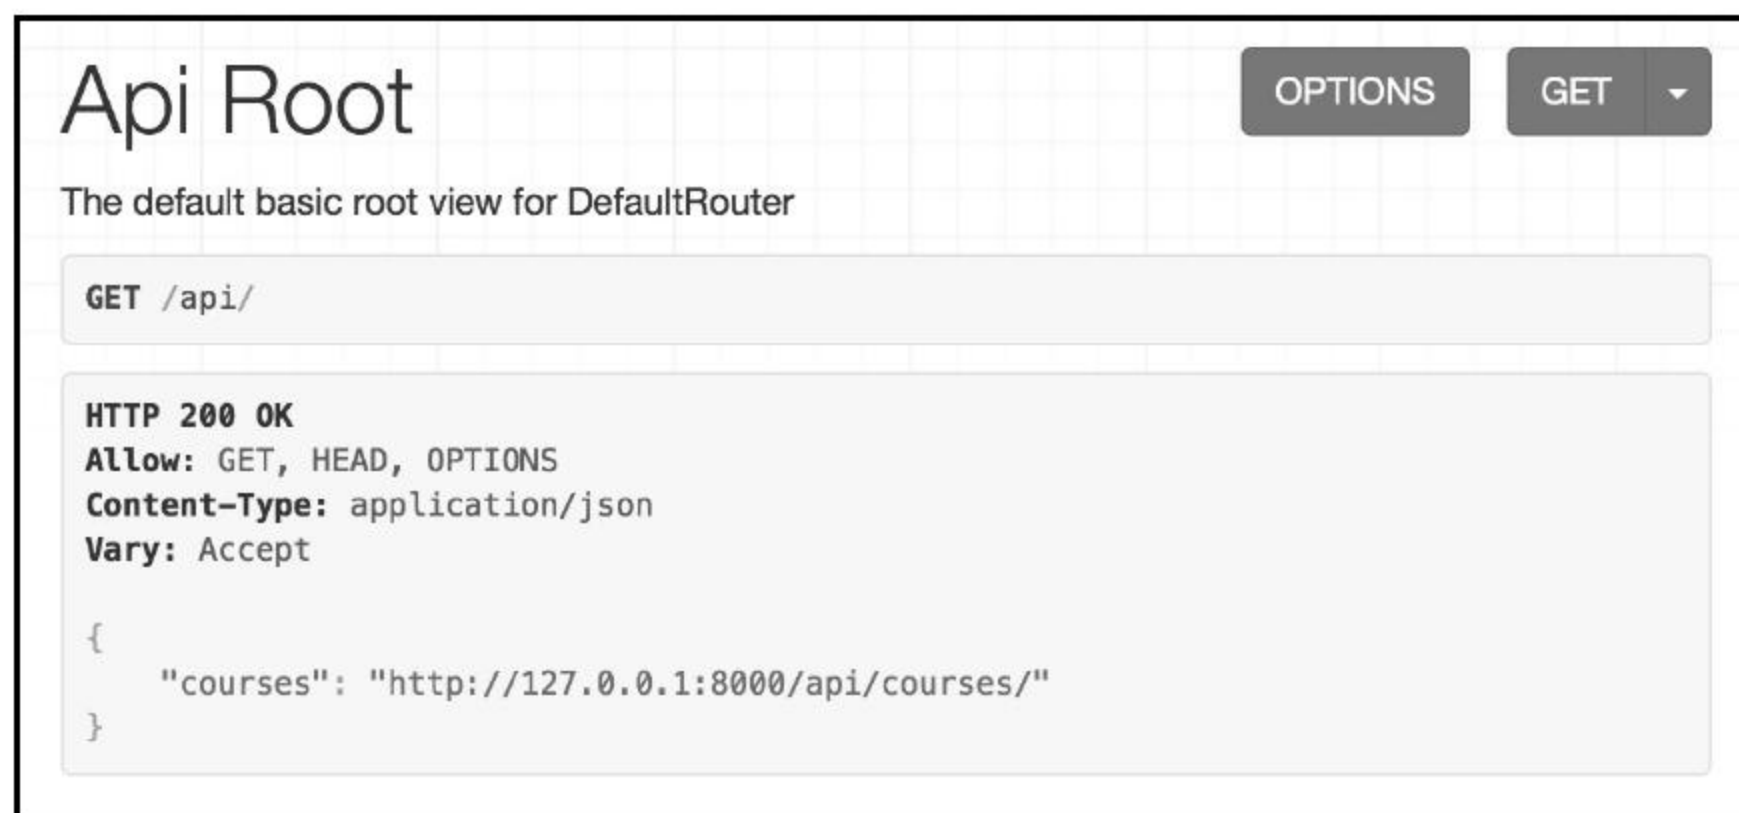 Api Root
OPTIONS
GET
The default basic root view for DefaultRouter
GET /api/
HTTP 200 OK
Allow: GET, HEAD, OPTIONS
Content-Type: application/json
Vary: Accept
{
"courses": "http://127.0.0.1:8000/api/courses/"
}